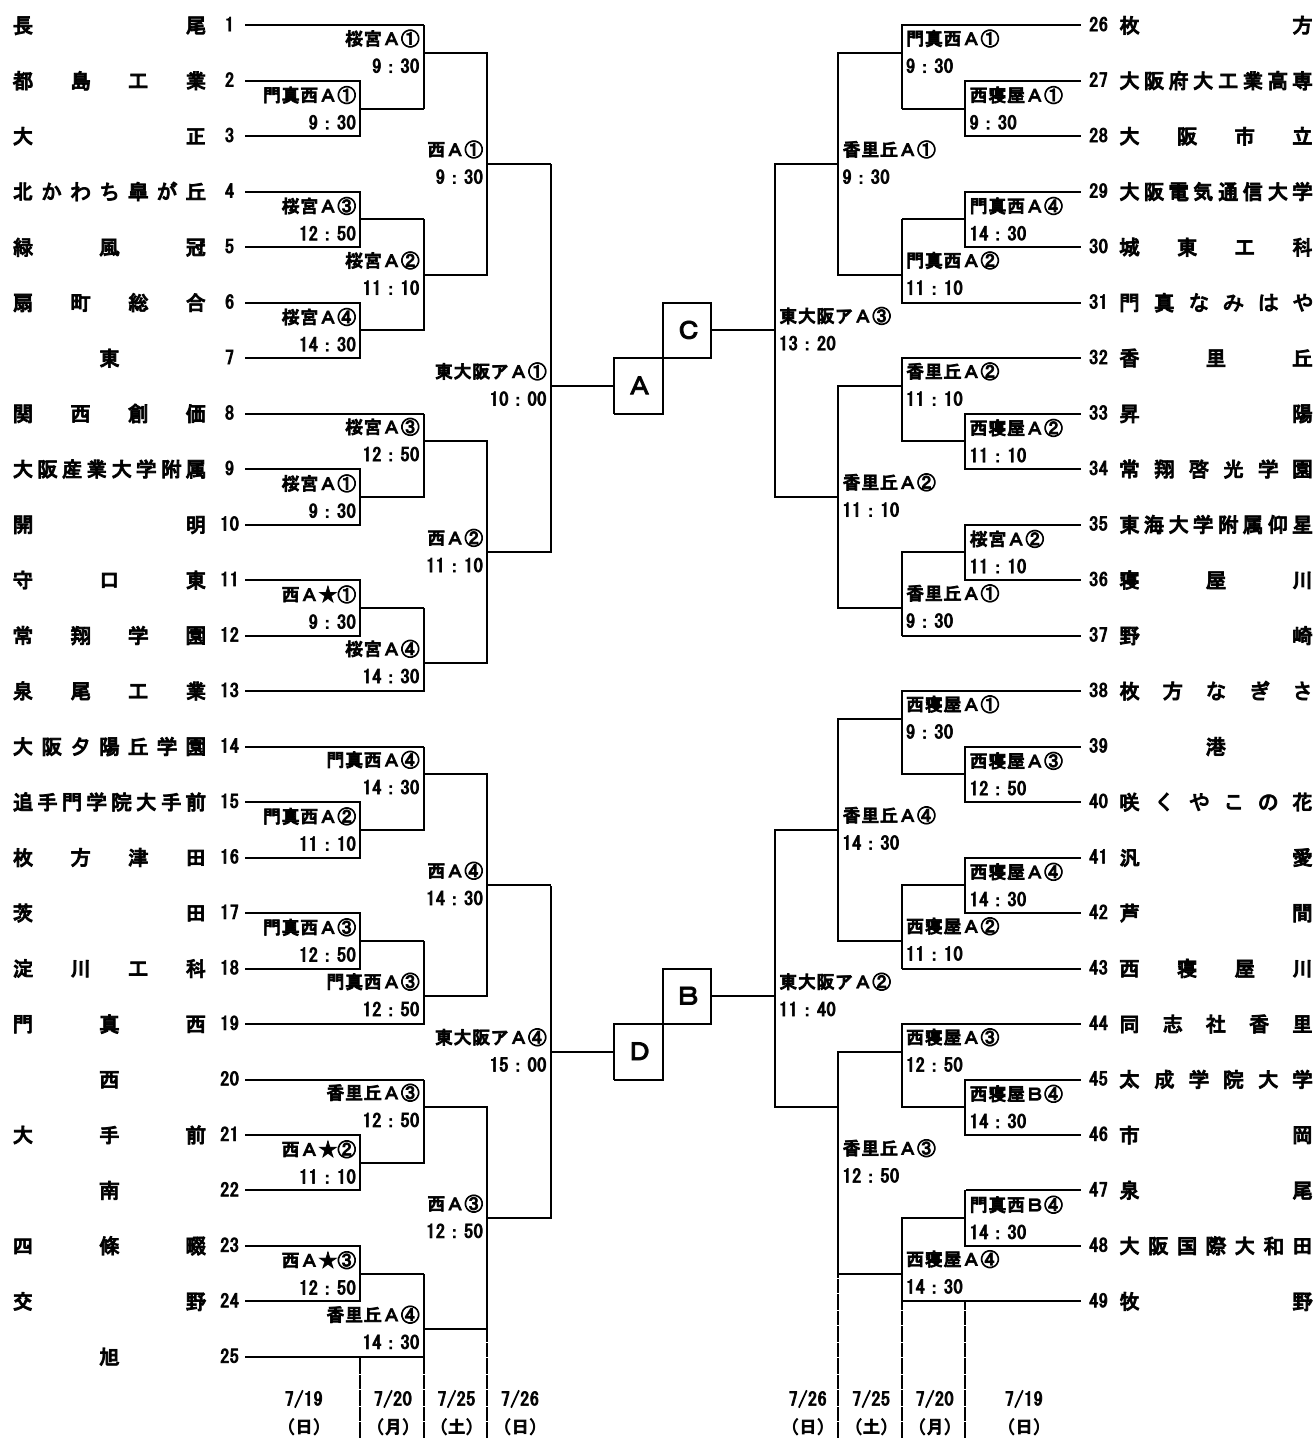 長尾 1
桜宮A①
9:30
都島工業 2
門真西A①
9:30
大正 3
西A①
9:30
北かわち皐が丘 4
桜宮A③
12:50
緑風冠 5
桜宮A②
11:10
扇町総合 6
桜宮A④
14:30
東 7
東大阪アA①
10:00
A
C
関西創価 8
桜宮A③
12:50
大阪産業大学附属 9
桜宮A①
9:30
開明 10
西A②
11:10
守口東 11
西A★①
9:30
常翔学園 12
桜宮A④
14:30
泉尾工業 13
大阪夕陽丘学園 14
門真西A④
14:30
追手門学院大手前 15
門真西A②
11:10
枚方津田 16
西A④
14:30
茨田 17
門真西A③
12:50
淀川工科 18
門真西A③
12:50
門真西 19
東大阪アA④
15:00
D
B
西 20
香里丘A③
12:50
大手前 21
西A★②
11:10
南 22
西A③
12:50
四條畷 23
西A★③
12:50
交野 24
香里丘A④
14:30
旭 25
7/19 7/20 7/25 7/26
(日) (月) (土) (日)
26 枚方
門真西A①
9:30
27 大阪府大工業高専
西寝屋A①
9:30
28 大阪市立
香里丘A①
9:30
29 大阪電気通信大学
門真西A④
14:30
30 城東工科
門真西A②
11:10
31 門真なみはや
東大阪アA③
13:20
32 香里丘
香里丘A②
11:10
33 昇陽
西寝屋A②
11:10
34 常翔啓光学園
香里丘A②
11:10
35 東海大学附属仰星
桜宮A②
11:10
36 寝屋川
香里丘A①
9:30
37 野崎
38 枚方なぎさ
西寝屋A①
9:30
39 港
西寝屋A③
12:50
40 咲くやこの花
香里丘A④
14:30
41 汎愛
西寝屋A④
14:30
42 芦間
西寝屋A②
11:10
43 西寝屋川
東大阪アA②
11:40
44 同志社香里
西寝屋A③
12:50
45 太成学院大学
西寝屋B④
14:30
46 市岡
香里丘A③
12:50
47 泉尾
門真西B④
14:30
48 大阪国際大和田
西寝屋A④
14:30
49 牧野
7/26 7/25 7/20 7/19
(日) (土) (月) (日)